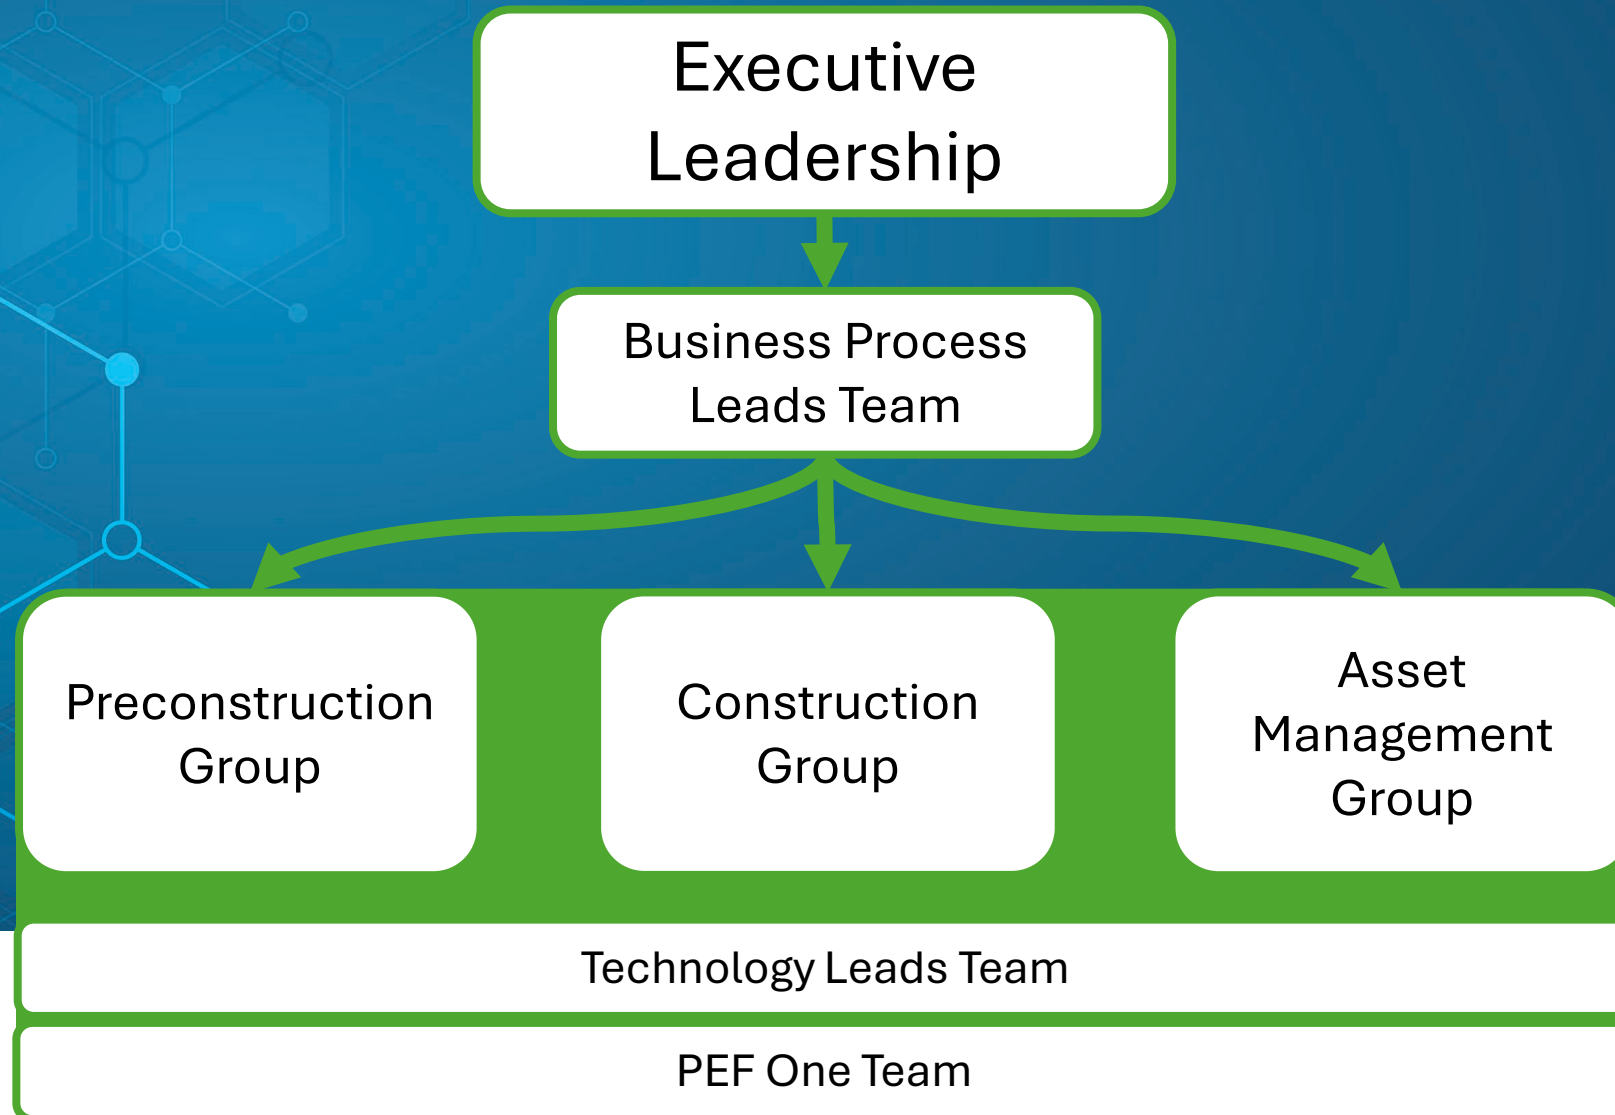 Executive
Leadership
Business Process
Leads Team
Preconstruction
Group
Construction
Group
Asset
Management
Group
Technology Leads Team
PEF One Team